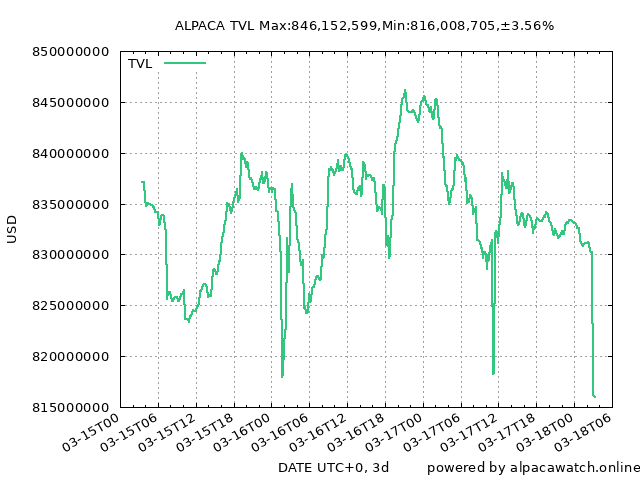 ALPACA TVL Max:846,152,599,Min:816,008,705,±3.56%
850000000
TVL
845000000
840000000
835000000
USD
830000000
825000000
820000000
815000000
03-15T00 03-15T06 03-15T12 03-15T18 03-16T00 03-16T06 03-16T12 03-16T18 03-17T00 03-17T06 03-17T12 03-17T18 03-18T00 03-18T06
DATE UTC+0, 3d powered by alpacawatch.online